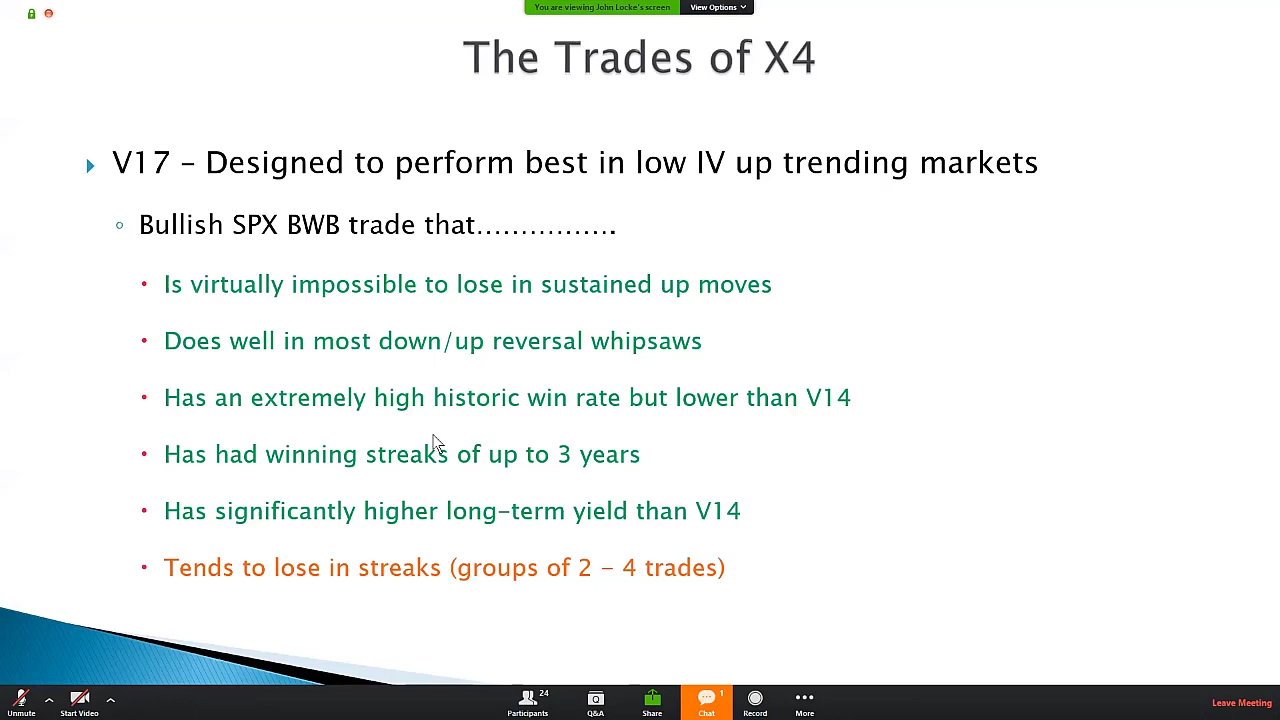 You are viewing John Locke's screen View Options
The Trades of X4
V17 – Designed to perform best in low IV up trending markets
Bullish SPX BWB trade that…………….
Is virtually impossible to lose in sustained up moves
Does well in most down/up reversal whipsaws
Has an extremely high historic win rate but lower than V14
Has had winning streaks of up to 3 years
Has significantly higher long-term yield than V14
Tends to lose in streaks (groups of 2 – 4 trades)
Unmute Start Video Participants 24 Q&A Share Chat 1 Record More Leave Meeting